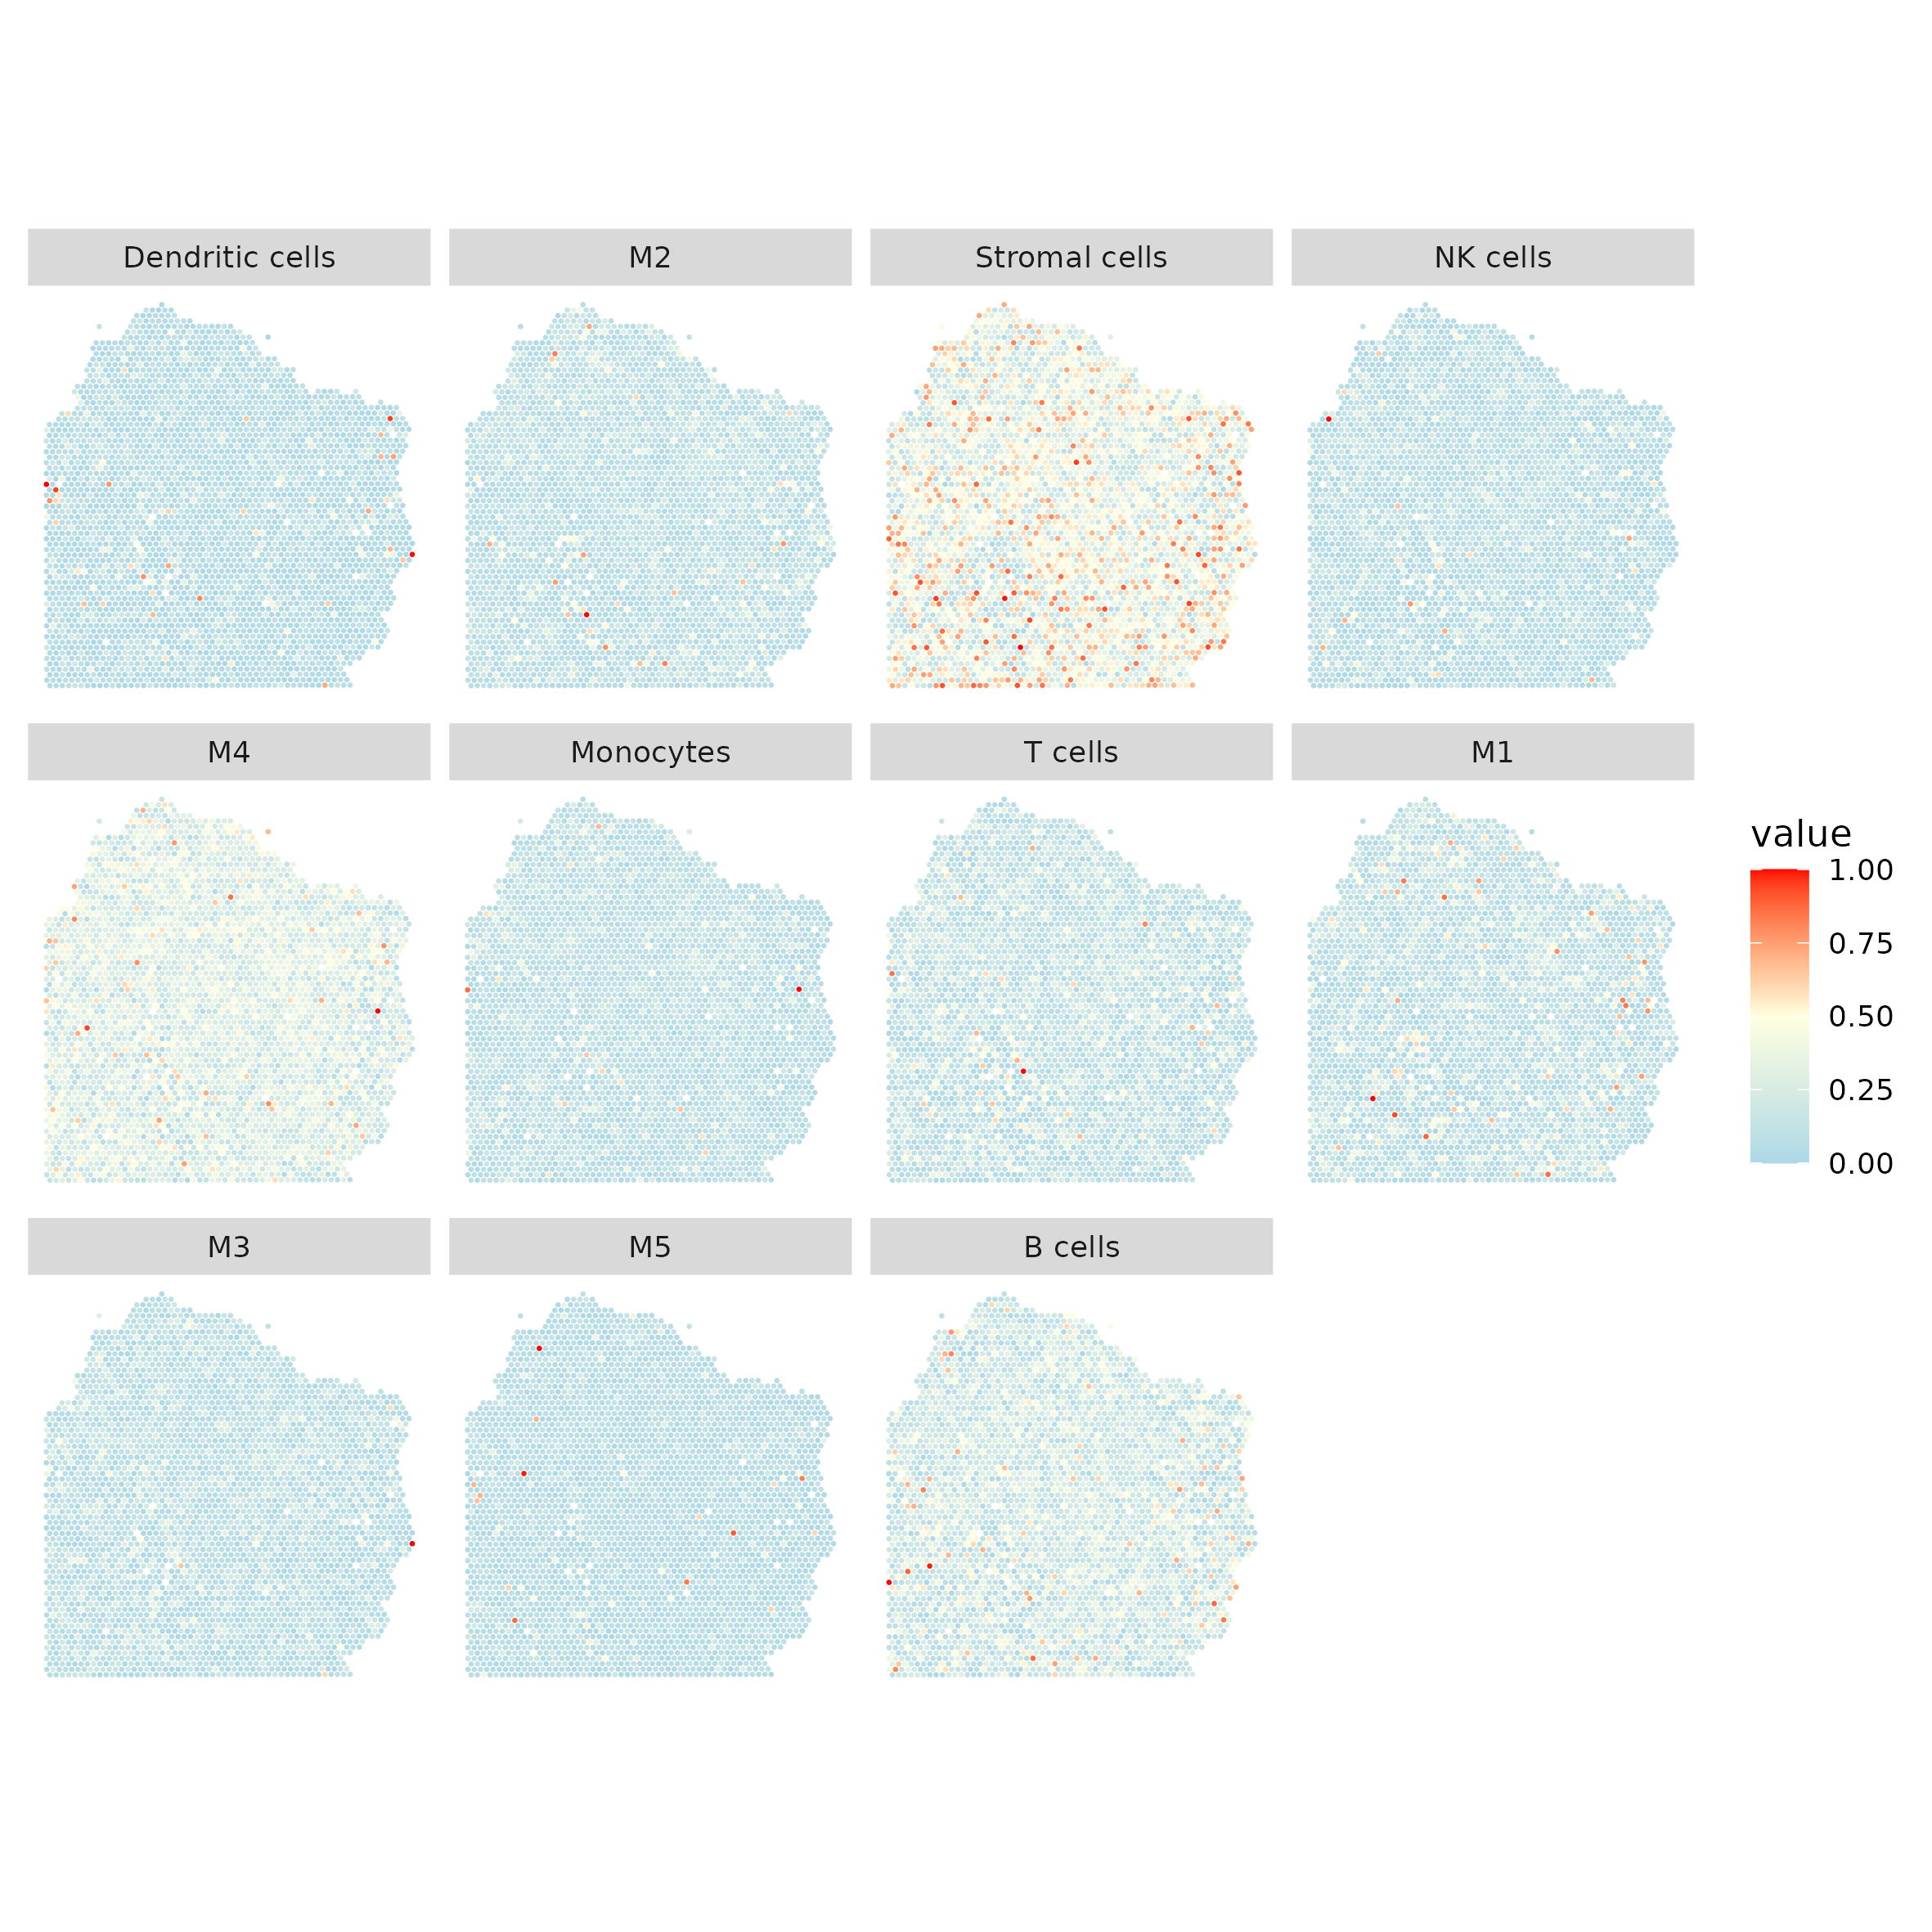 Dendritic cells
M2
Stromal cells
NK cells
M4
Monocytes
T cells
M1
M3
M5
B cells
value
1.00
0.75
0.50
0.25
0.00